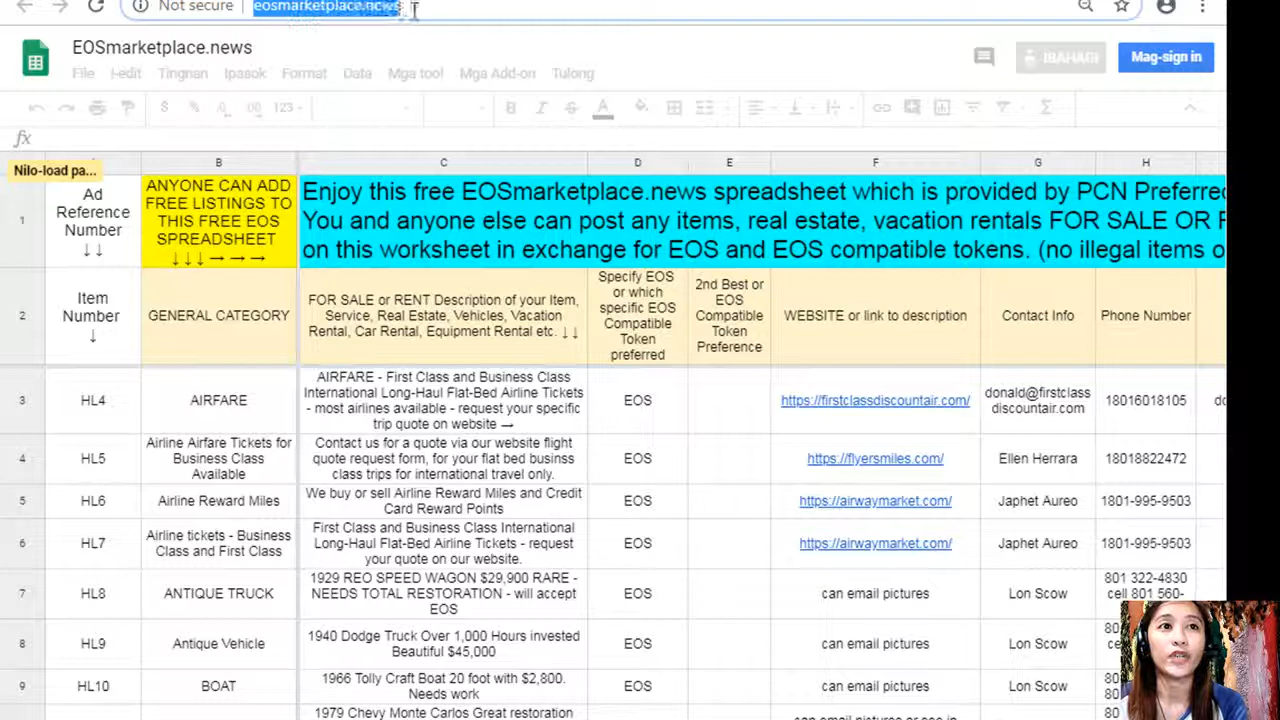 Not secure
eosmarketplace.news
EOSmarketplace.news
File I-edit Tingnan Ipasok Format Data Mga tool Mga Add-on Tulong
IBAHAGI
Mag-sign in
$ % .0 .00 123 B I S A
fx
Nilo-load pa...
B C D E F G H
1
Ad
Reference
Number
↓↓
ANYONE CAN ADD
FREE LISTINGS TO
THIS FREE EOS
SPREADSHEET
↓↓↓→→→
Enjoy this free EOSmarketplace.news spreadsheet which is provided by PCN Preferred
You and anyone else can post any items, real estate, vacation rentals FOR SALE OR
on this worksheet in exchange for EOS and EOS compatible tokens. (no illegal items
2
Item
Number
↓
GENERAL CATEGORY
FOR SALE or RENT Description of your Item,
Service, Real Estate, Vehicles, Vacation
Rental, Car Rental, Equipment Rental etc. ↓↓
Specify EOS
or which
specific EOS
Compatible
Token
preferred
2nd Best or
EOS
Compatible
Token
Preference
WEBSITE or link to description
Contact Info
Phone Number
3
HL4
AIRFARE
AIRFARE - First Class and Business Class
International Long-Haul Flat-Bed Airline Tickets
- most airlines available - request your specific
trip quote on website →
EOS
https://firstclassdiscountair.com/
donald@firstclass
discountair.com
18016018105
4
HL5
Airline Airfare Tickets for
Business Class
Available
Contact us for a quote via our website flight
quote request form, for your flat bed businss
class trips for international travel only.
EOS
https://flyersmiles.com/
Ellen Herrara
18018822472
5
HL6
Airline Reward Miles
We buy or sell Airline Reward Miles and Credit
Card Reward Points
EOS
https://airwaymarket.com/
Japhet Aureo
1801-995-9503
6
HL7
Airline tickets - Business
Class and First Class
First Class and Business Class International
Long-Haul Flat-Bed Airline Tickets - request
your quote on our website.
EOS
https://airwaymarket.com/
Japhet Aureo
1801-995-9503
7
HL8
ANTIQUE TRUCK
1929 REO SPEED WAGON $29,900 RARE -
NEEDS TOTAL RESTORATION - will accept
EOS
EOS
can email pictures
Lon Scow
801 322-4830
cell 801 560-
8
HL9
Antique Vehicle
1940 Dodge Truck Over 1,000 Hours invested
Beautiful $45,000
EOS
can email pictures
Lon Scow
9
HL10
BOAT
1966 Tolly Craft Boat 20 foot with $2,800.
Needs work
EOS
can email pictures
Lon Scow
1979 Chevy Monte Carlos Great restoration
can email pictures or see in